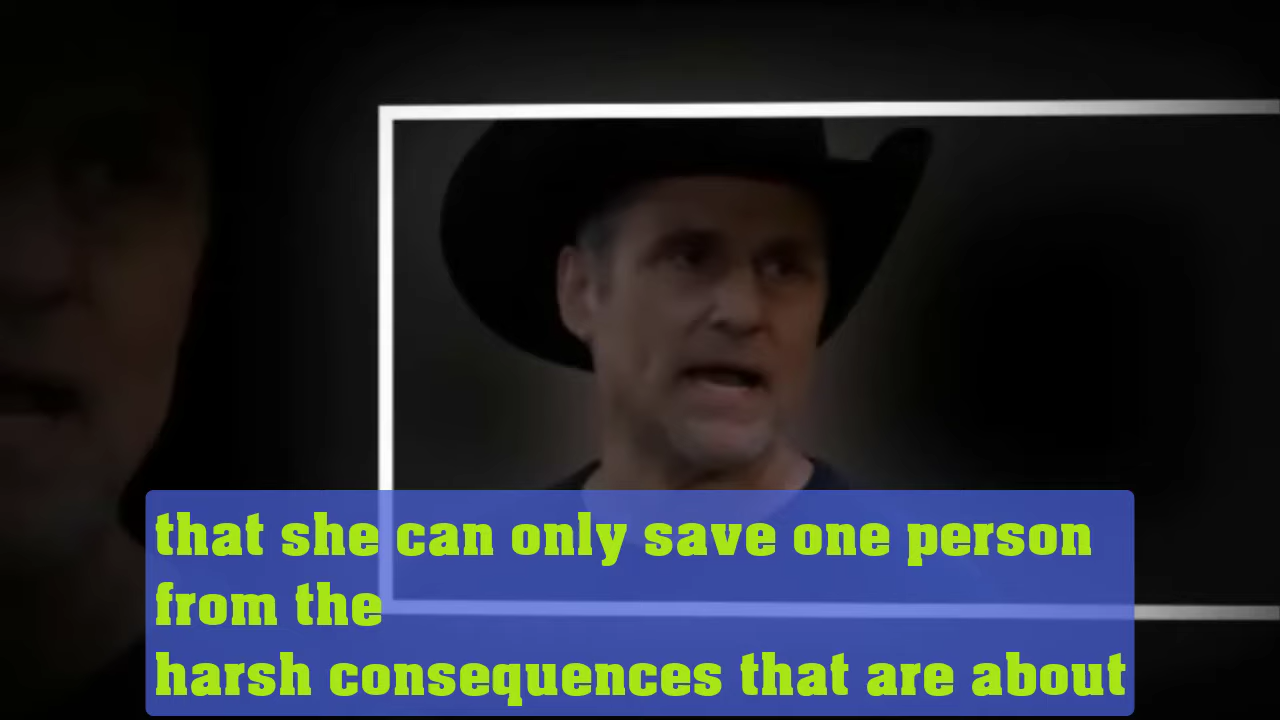 that she can only save one person
from the
harsh consequences that are about